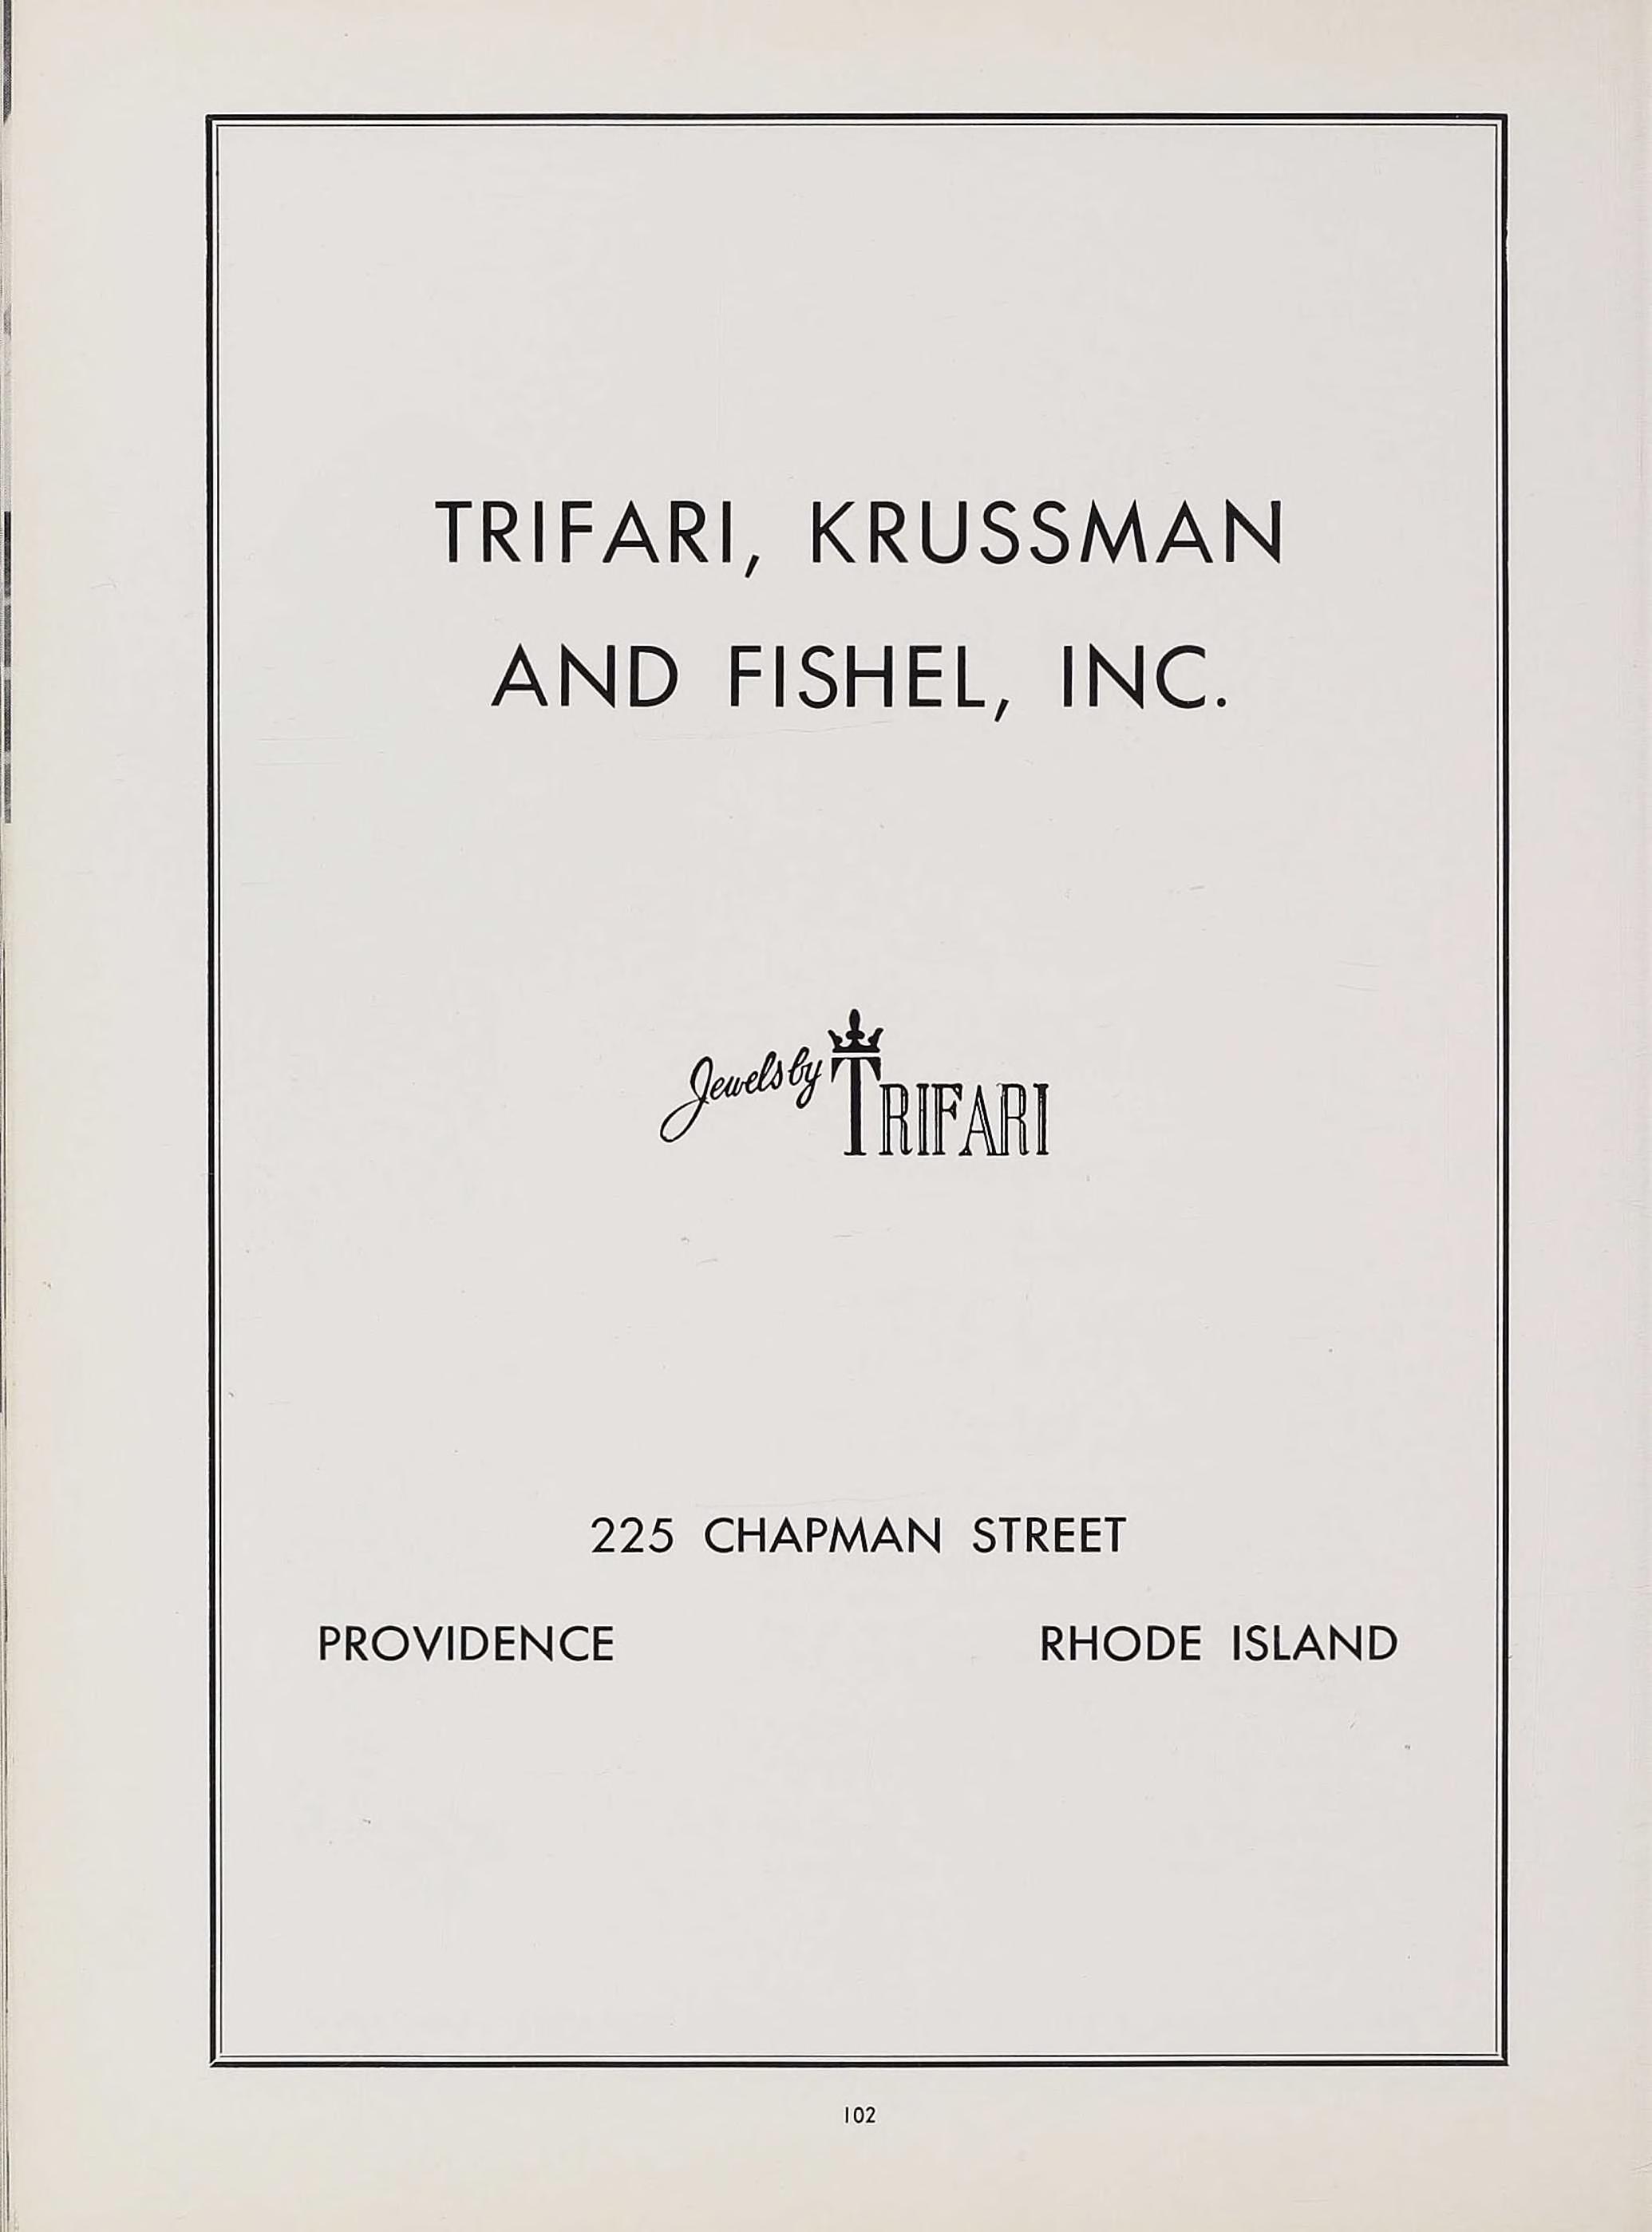 TRIFARI, KRUSSMAN
AND FISHEL, INC.
Jewels by TRIFARI
225 CHAPMAN STREET
PROVIDENCE RHODE ISLAND
102